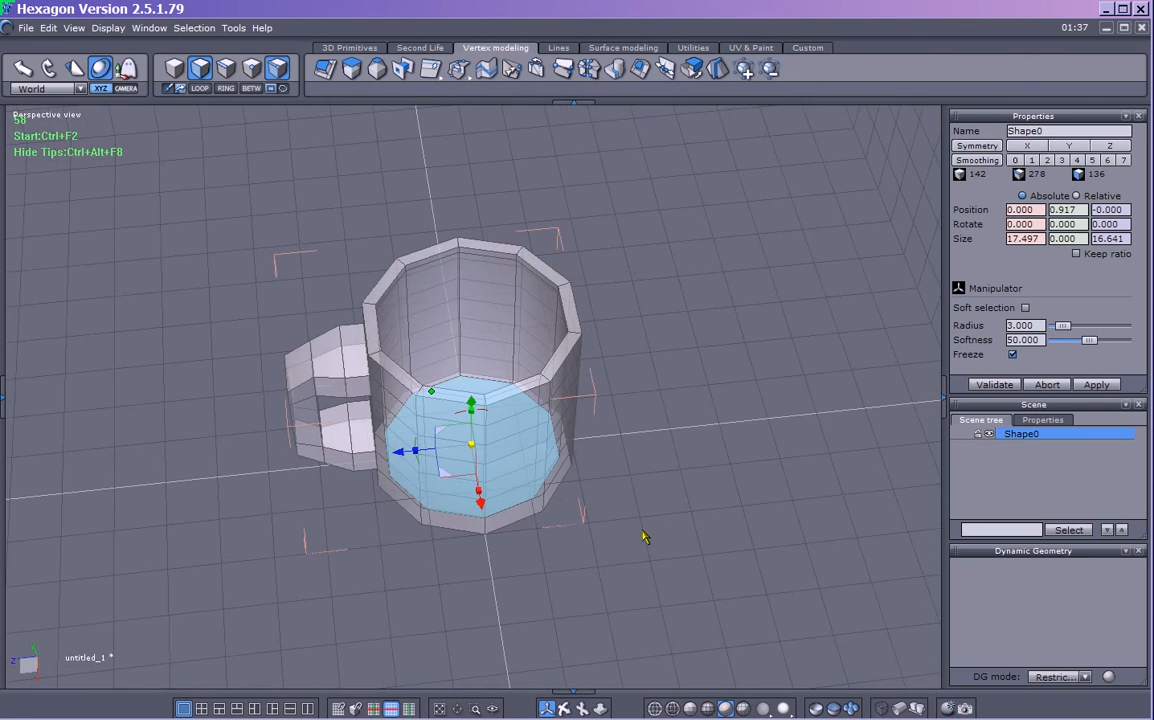 Hexagon Version 2.5.1.79
File Edit View Display Window Selection Tools Help 01:37
3D Primitives Second Life Vertex modeling Lines Surface modeling Utilities UV & Paint Custom
World XYZ CAMERA LOOP RING BETW
Perspective view
58
Start:Ctrl+F2
Hide Tips:Ctrl+Alt+F8
Properties
Name Shape0
Symmetry X Y Z
Smoothing 0 1 2 3 4 5 6 7
142 278 136
Absolute Relative
Position 0.000 0.917 -0.000
Rotate 0.000 0.000 0.000
Size 17.497 0.000 16.641
Keep ratio
Manipulator
Soft selection
Radius 3.000
Softness 50.000
Freeze
Validate Abort Apply
Scene
Scene tree Properties
Shape0
Select
Dynamic Geometry
DG mode: Restric...
Z
untitled_1 *